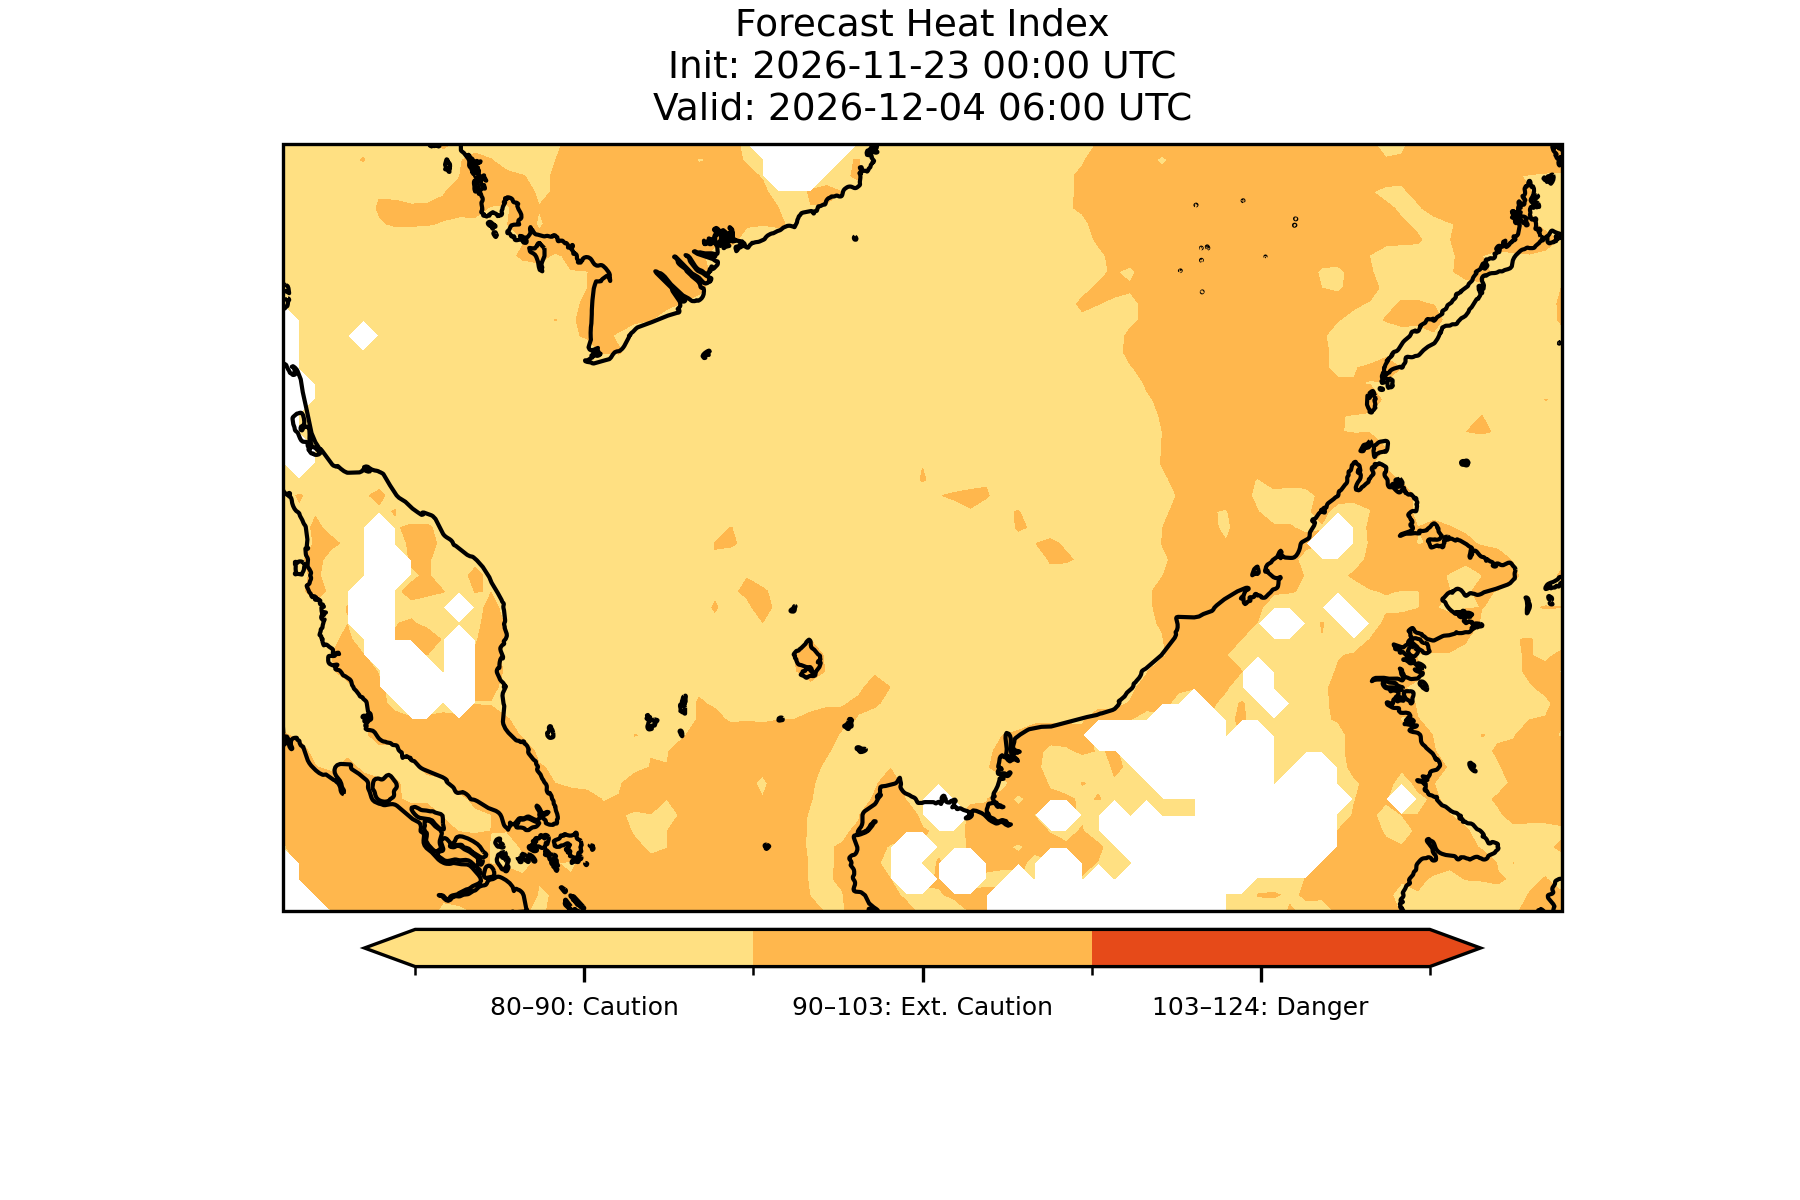 Forecast Heat Index
Init: 2026-11-23 00:00 UTC
Valid: 2026-12-04 06:00 UTC
80–90: Caution
90–103: Ext. Caution
103–124: Danger